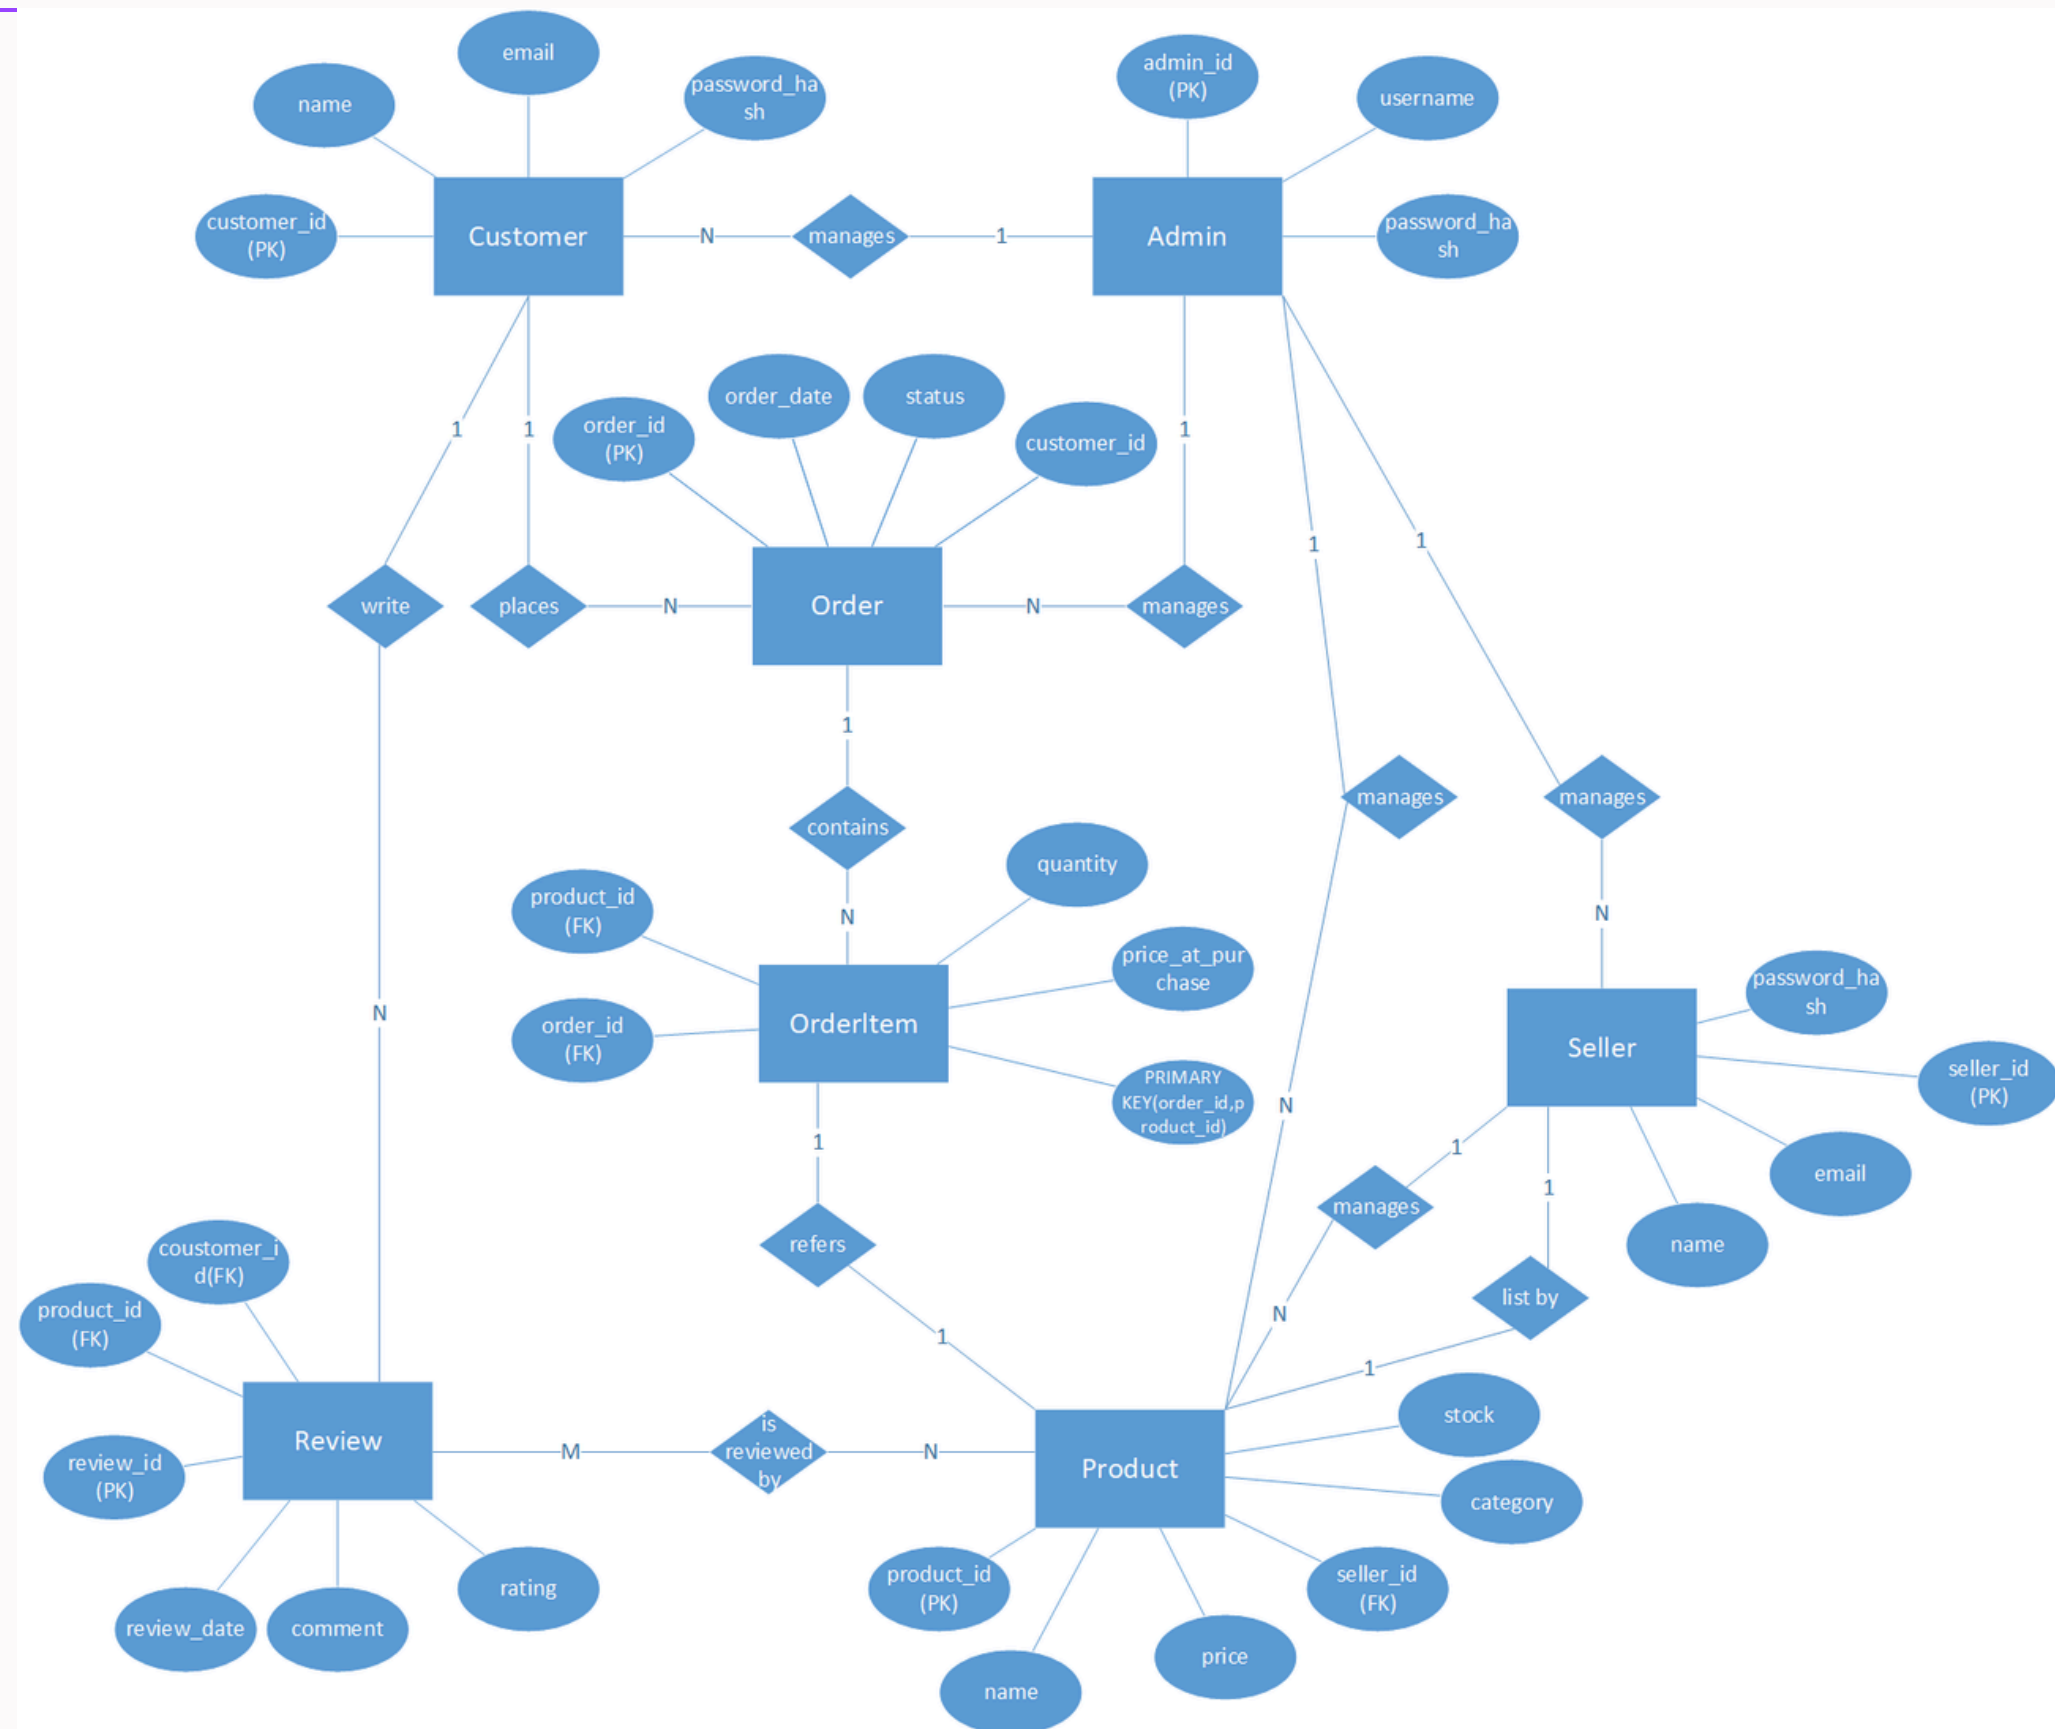 email
name
password_ha
sh
admin_id
(PK)
username
customer_id
(PK)
Customer
N
manages
1
Admin
password_ha
sh
order_date
status
order_id
(PK)
customer_id
1
1
1
1
1
write
places
N
Order
N
manages
1
contains
manages
manages
quantity
product_id
(FK)
N
N
price_at_pur
chase
password_ha
sh
N
order_id
(FK)
OrderItem
Seller
seller_id
(PK)
PRIMARY
KEY(order_id,p
roduct_id)
N
1
1
email
1
manages
refers
name
coustomer_i
d(FK)
list by
product_id
(FK)
N
1
1
stock
Review
M
is
reviewed
by
N
Product
review_id
(PK)
category
rating
product_id
(PK)
seller_id
(FK)
review_date
comment
price
name